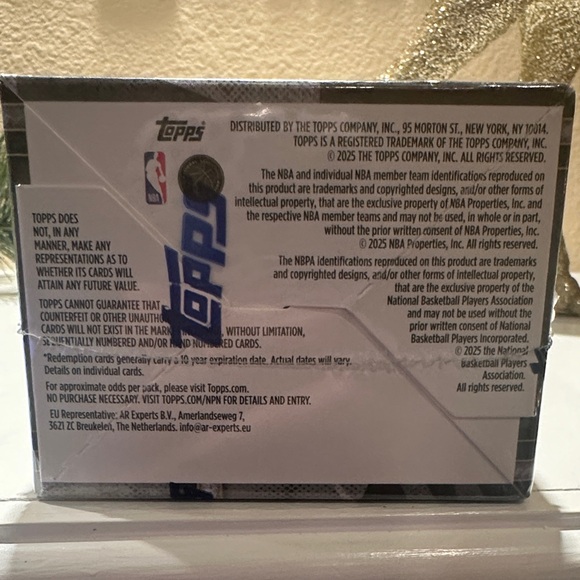 Topps
DISTRIBUTED BY THE TOPPS COMPANY, INC., 95 MORTON ST., NEW YORK, NY 10014.
TOPPS IS A REGISTERED TRADEMARK OF THE TOPPS COMPANY, INC.
© 2025 THE TOPPS COMPANY, INC. ALL RIGHTS RESERVED.
NBA
The NBA and individual NBA member team identifications reproduced on
this product are trademarks and copyrighted designs, and/or other forms of
intellectual property, that are the exclusive property of NBA Properties, Inc. and
the respective NBA member teams and may not be used, in whole or in part,
without the prior written consent of NBA Properties, Inc.
© 2025 NBA Properties, Inc. All rights reserved.
The NBPA identifications reproduced on this product are trademarks
and copyrighted designs, and/or other forms of intellectual property,
that are the exclusive property of the
National Basketball Players Association
and may not be used without the
prior written consent of National
Basketball Players Incorporated.
© 2025 the National
Basketball Players
Association.
All rights reserved.
Topps
TOPPS DOES
NOT, IN ANY
MANNER, MAKE ANY
REPRESENTATIONS AS TO
WHETHER ITS CARDS WILL
ATTAIN ANY FUTURE VALUE.
TOPPS CANNOT GUARANTEE THAT
COUNTERFEIT OR OTHER UNAUTH
CARDS WILL NOT EXIST IN THE MARK WITHOUT LIMITATION,
SEQUENTIALLY NUMBERED AND/OR HAND NUMBERED CARDS.
*Redemption cards generally carry a 10 year expiration date. Actual dates will vary.
Details on individual cards.
For approximate odds per pack, please visit Topps.com.
NO PURCHASE NECESSARY. VISIT TOPPS.COM/NPN FOR DETAILS AND ENTRY.
EU Representative: AR Experts B.V., Amerlandseweg 7,
3621 ZC Breukelen, The Netherlands. info@ar-experts.eu